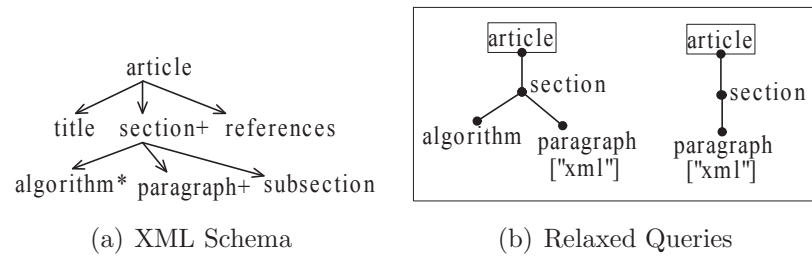 article
title section+ references
algorithm* paragraph+ subsection
(a) XML Schema
article
section
algorithm
paragraph
["xml"]
article
section
paragraph
["xml"]
(b) Relaxed Queries